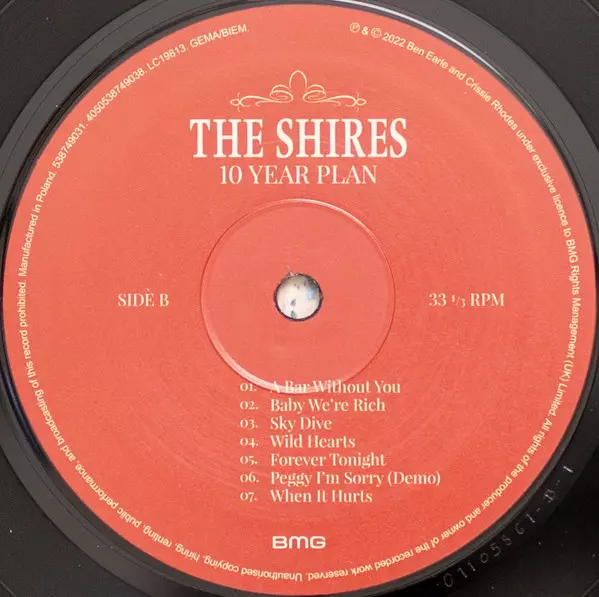 THE SHIRES
10 YEAR PLAN
SIDE B
33 1/3 RPM
01. A Bar Without You
02. Baby We're Rich
03. Sky Dive
04. Wild Hearts
05. Forever Tonight
06. Peggy I'm Sorry (Demo)
07. When It Hurts
BMG
℗ & © 2022 Ben Earle and Crissie Rhodes under exclusive licence to BMG Rights Management (UK) Limited. All rights of the producer and owner of the recorded work reserved. Unauthorised copying, hiring, renting, public performance, and broadcasting of this record prohibited. Manufactured in Poland. 538749031. 4050538749038. LC19813. GEMA/BIEM.